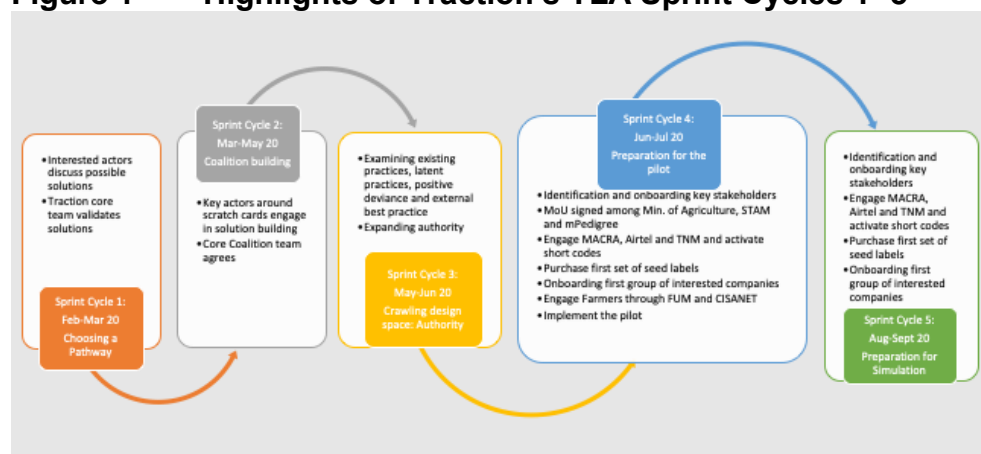 Figure 1 Highlights of Traction's Sprint Cycles
Sprint Cycle 1:
Feb-Mar 20
Choosing a
Pathway
• Interested actors
discuss possible
solutions
• Traction core
team validates
solutions
Sprint Cycle 2:
Mar-May 20
Coalition building
• Key actors around
scratch cards engage
in solution building
• Core Coalition team
agrees
• Examining existing
practices, latent
practices, positive
deviance and external
best practice
• Expanding authority
Sprint Cycle 3:
May-Jun 20
Crawling design
space: Authority
Sprint Cycle 4:
Jun-Jul 20
Preparation for the
pilot
• Identification and onboarding key stakeholders
• MoU signed among Min. of Agriculture, STAM
and mPedigree
• Engage MACRA, Airtel and TNM and activate
short codes
• Purchase first set of seed labels
• Onboarding first group of interested companies
• Engage Farmers through FUM and CISANET
• Implement the pilot
• Identification and
onboarding key
stakeholders
• Engage MACRA,
Airtel and TNM and
activate short codes
• Purchase first set of
seed labels
• Onboarding first
group of interested
companies
Sprint Cycle 5:
Aug-Sept 20
Preparation for
Simulation